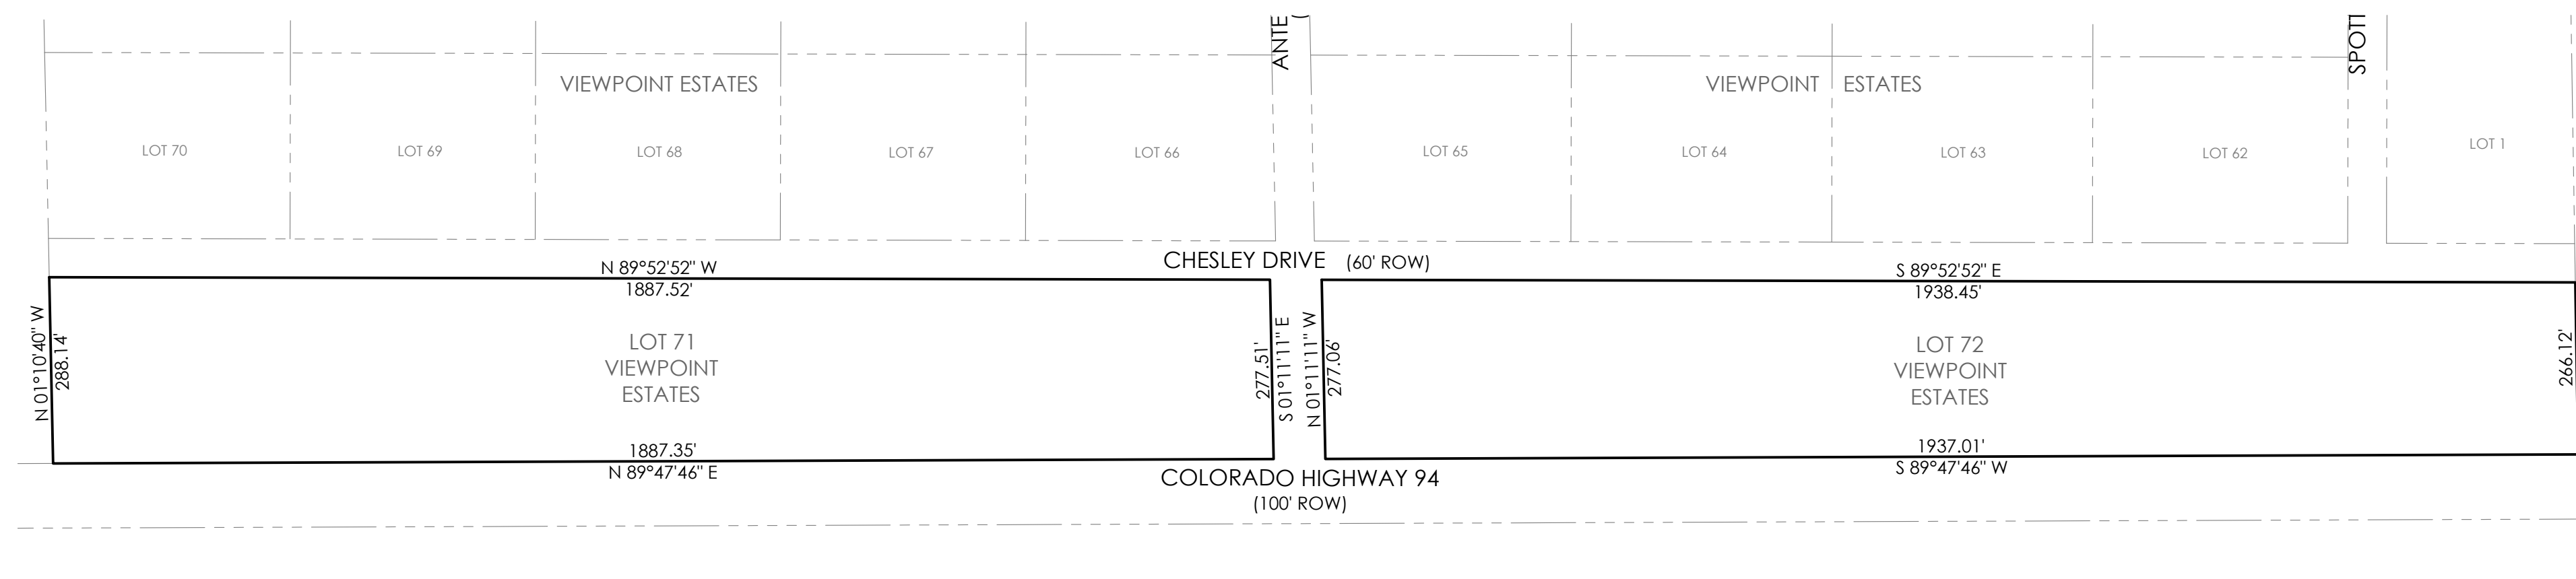 ANTE
(
SPOTT
VIEWPOINT ESTATES
VIEWPOINT ESTATES
LOT 70
LOT 69
LOT 68
LOT 67
LOT 66
LOT 65
LOT 64
LOT 63
LOT 62
LOT 1
CHESLEY DRIVE (60' ROW)
N 89°52'52" W
1887.52'
S 89°52'52" E
1938.45'
N 01°10'40" W
288.14'
LOT 71
VIEWPOINT
ESTATES
277.51'
S 01°11'11" E
N 01°11'11" W
277.06'
LOT 72
VIEWPOINT
ESTATES
266.12'
1887.35'
N 89°47'46" E
1937.01'
S 89°47'46" W
COLORADO HIGHWAY 94
(100' ROW)